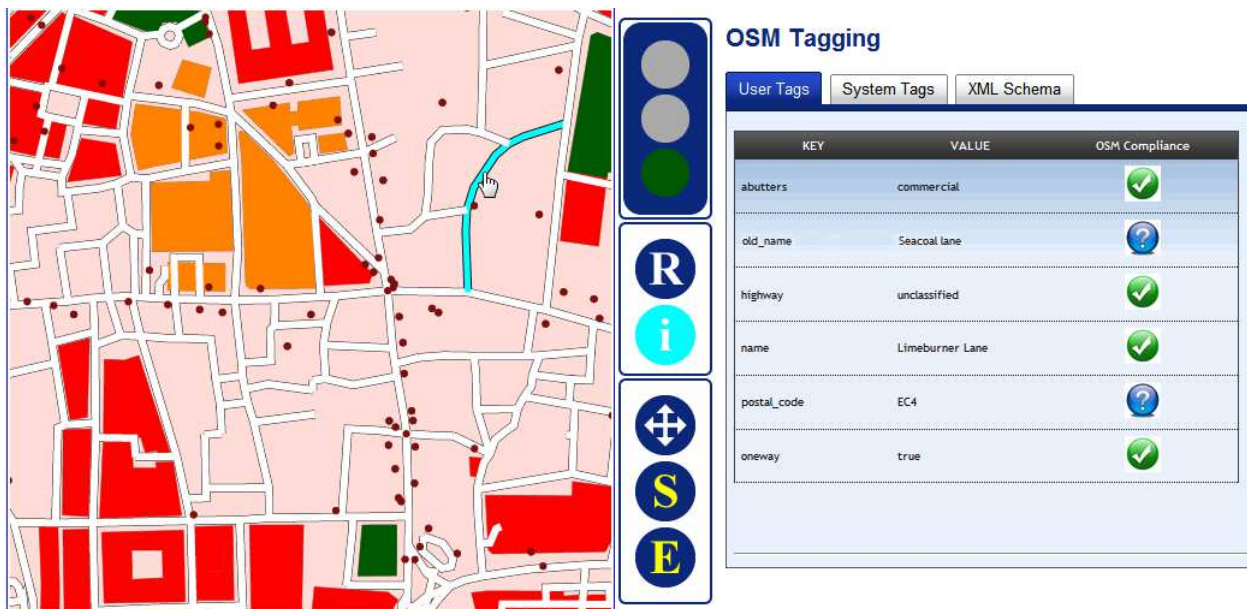 R
i
S
E
OSM Tagging
User Tags System Tags XML Schema
KEY VALUE OSM Compliance
abutters commercial
old_name Seacoal lane
?
highway unclassified
name Limeburner Lane
postal_code EC4
?
oneway true